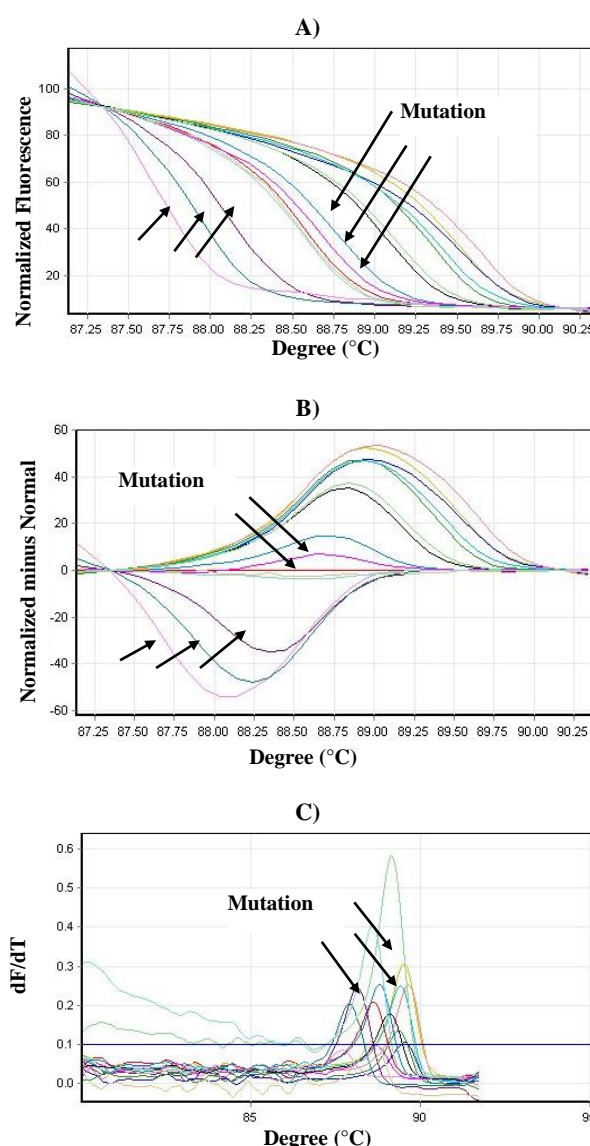 A)
Normalized Fluorescence
100
80
60
40
20
Mutation
87.25 87.50 87.75 88.00 88.25 88.50 88.75 89.00 89.25 89.50 89.75 90.00 90.25
Degree (°C)
B)
Normalized minus Normal
60
40
20
0
-20
-40
-60
Mutation
87.25 87.50 87.75 88.00 88.25 88.50 88.75 89.00 89.25 89.50 89.75 90.00 90.25
Degree (°C)
C)
dF/dT
0.6
0.5
0.4
0.3
0.2
0.1
0.0
Mutation
85 90 95
Degree (°C)